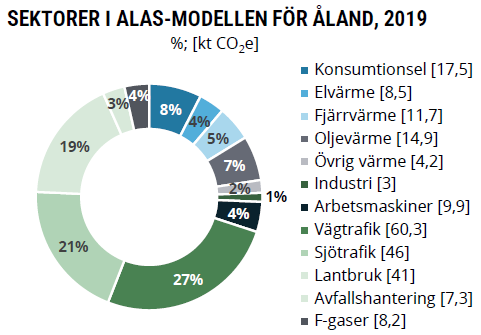 SEKTORER I ALAS-MODELLEN FÖR ÅLAND, 2019
%; [kt CO₂e]
8%
4%
5%
7%
2%
1%
4%
27%
21%
19%
3%
4%
Konsumtionsel [17,5]
Elvärme [8,5]
Fjärrvärme [11,7]
Oljevärme [14,9]
Övrig värme [4,2]
Industri [3]
Arbetsmaskiner [9,9]
Vägtrafik [60,3]
Sjötrafik [46]
Lantbruk [41]
Avfallshantering [7,3]
F-gaser [8,2]